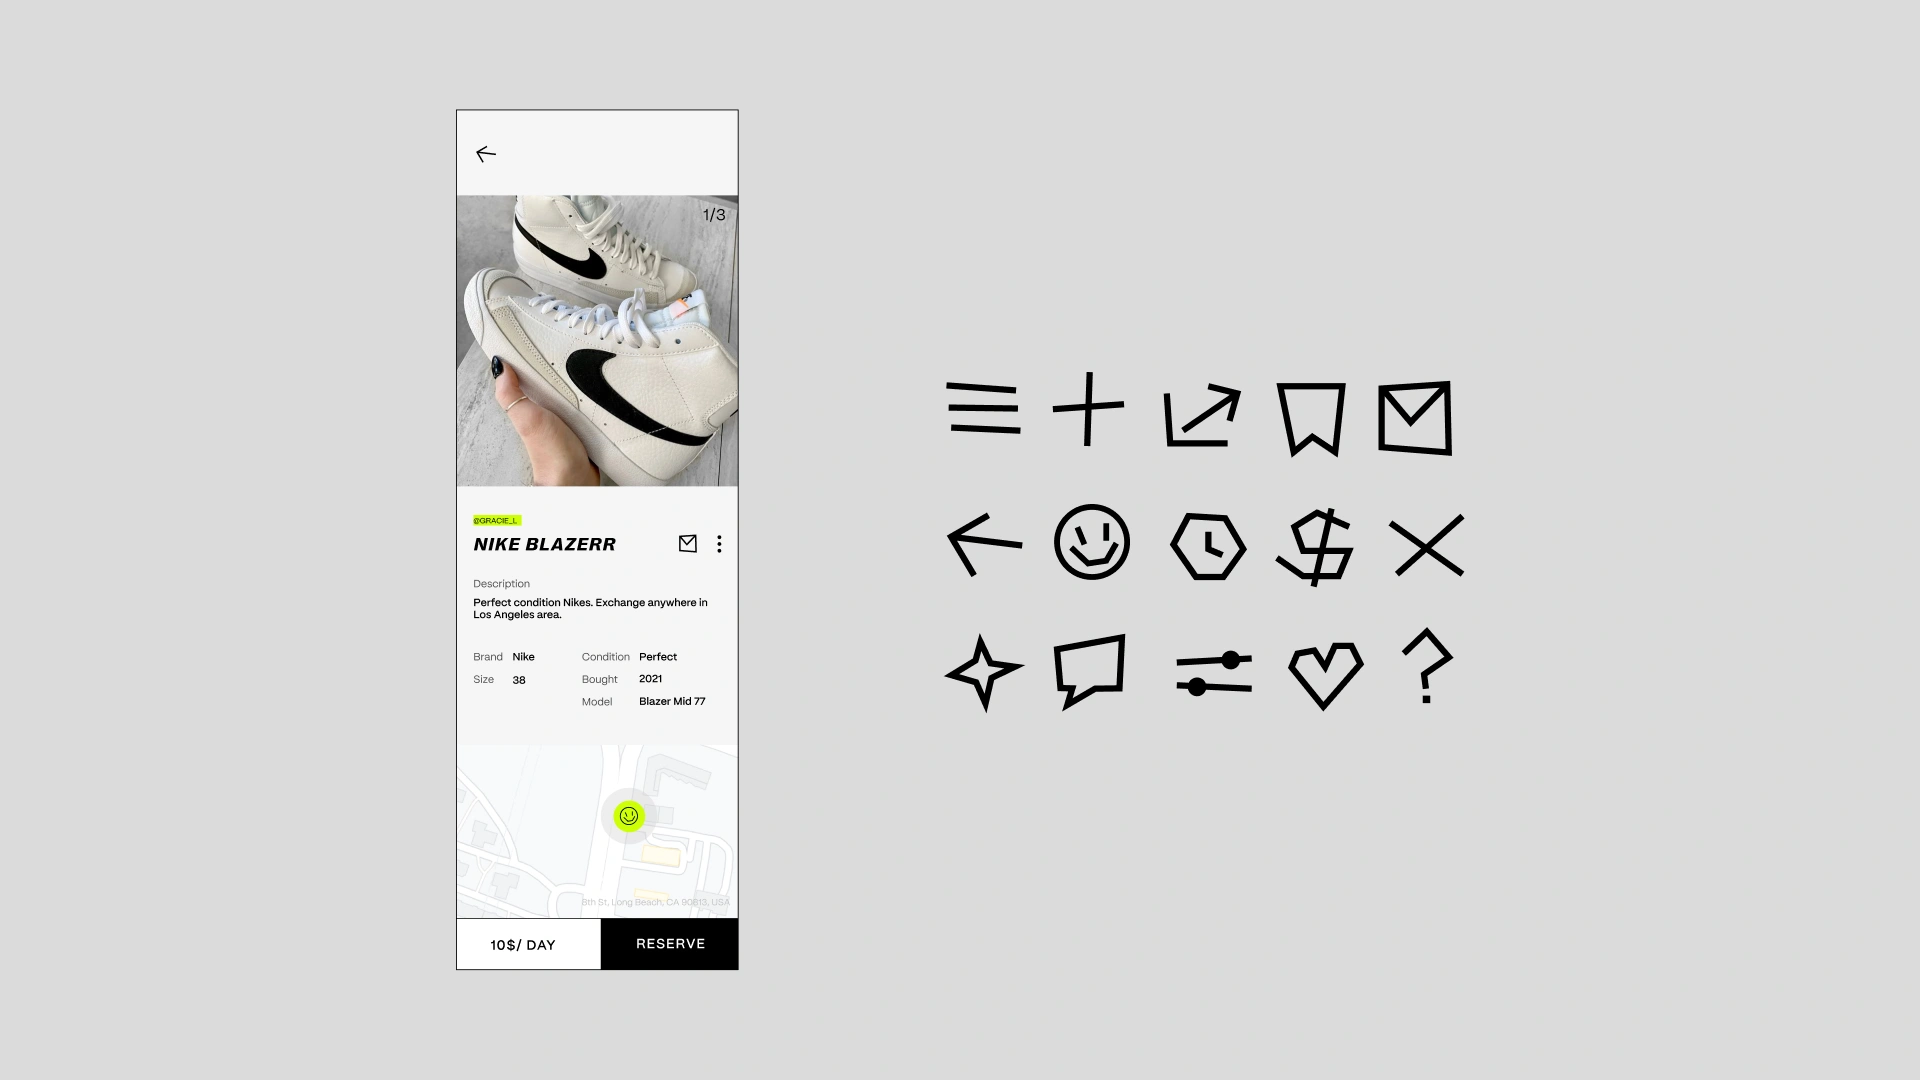 1/3
@GRACIE_L
NIKE BLAZERR
Description
Perfect condition Nikes. Exchange anywhere in
Los Angeles area.
Brand Nike
Condition Perfect
Size 38
Bought 2021
Model Blazer Mid 77
8th St, Long Beach, CA 90813, USA
10$/ DAY
RESERVE